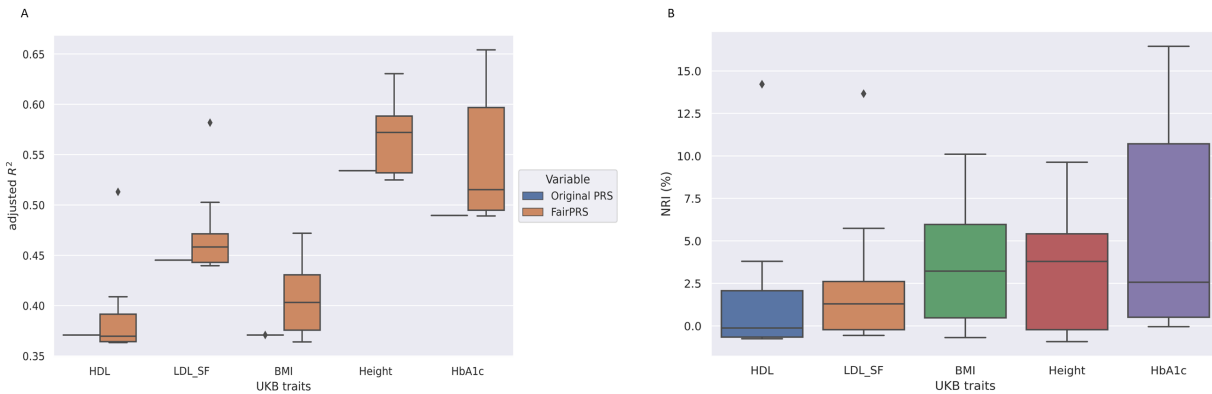 A
adjusted R²
0.65
0.60
0.55
0.50
0.45
0.40
0.35
HDL LDL_SF BMI Height HbA1c
UKB traits
Variable
Original PRS
FairPRS
B
NRI (%)
15.0
12.5
10.0
7.5
5.0
2.5
0.0
HDL LDL_SF BMI Height HbA1c
UKB traits